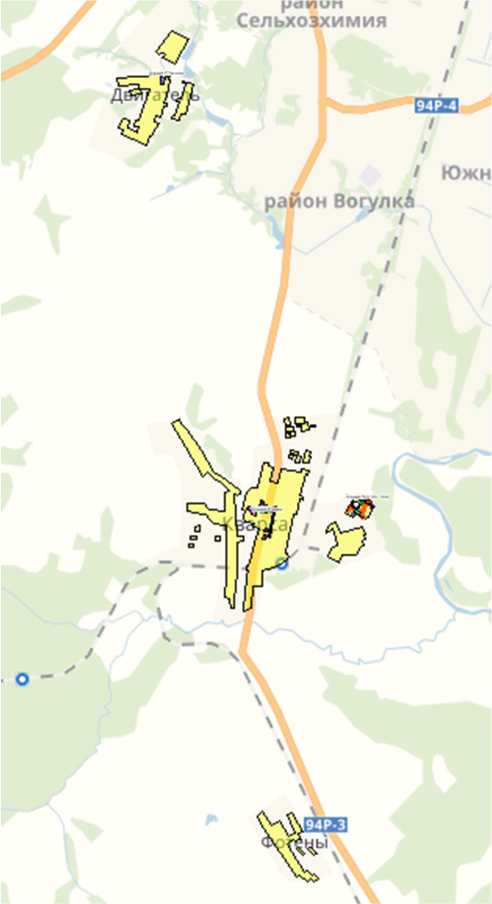 район
Сельхозхимия
Двигатель
94Р-4
Южн
район Вогулка
Кварса
94Р-3
Фотены